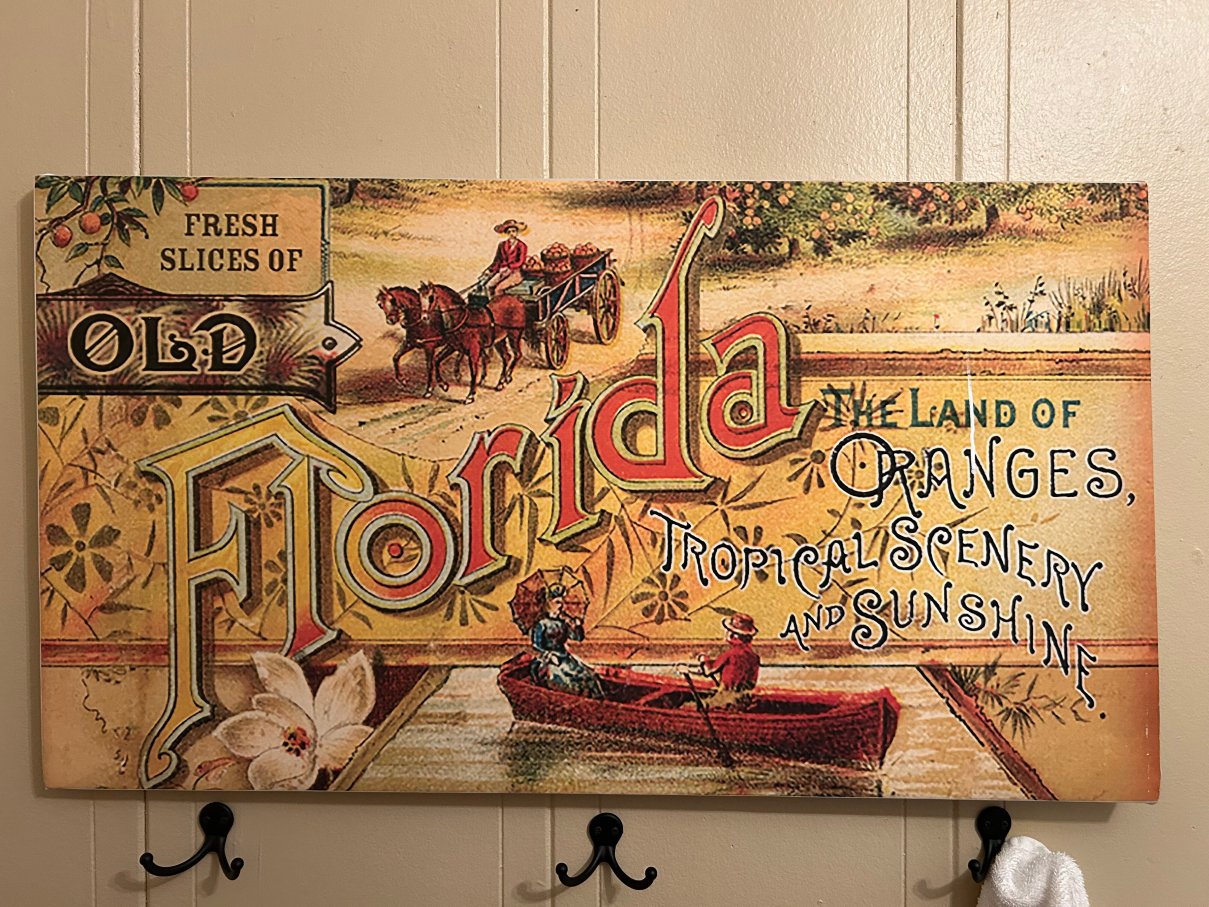 FRESH
SLICES OF
OLD
Florida
THE LAND OF
ORANGES,
TROPICAL SCENERY
AND SUNSHINE.